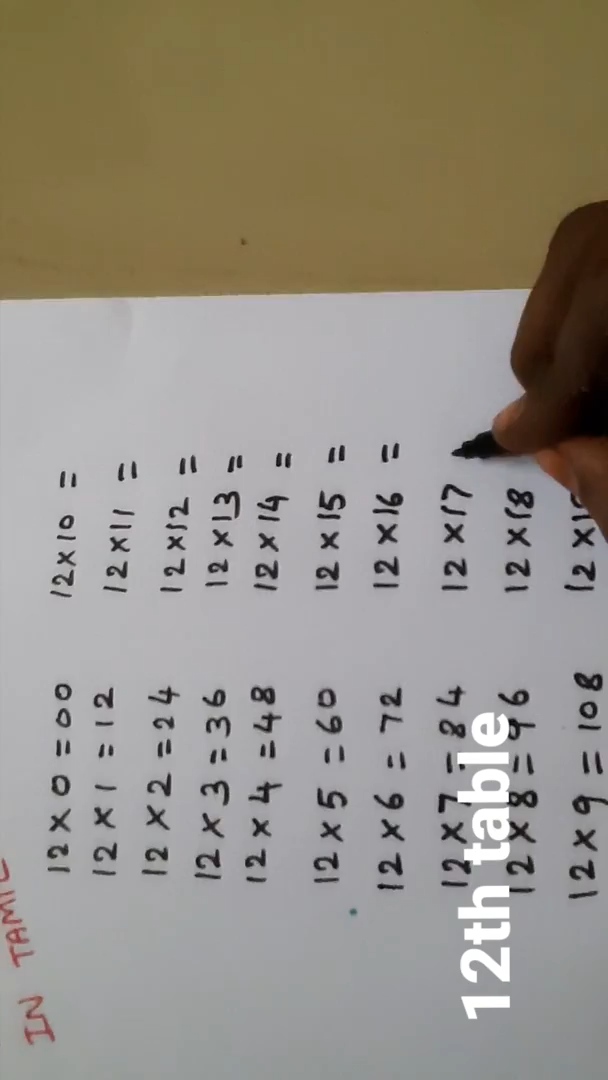 IN TAMIL
12 x 0 = 00 12 x 10 =
12 x 1 = 12 12 x 11 =
12 x 2 = 24 12 x 12 =
12 x 3 = 36 12 x 13 =
12 x 4 = 48 12 x 14 =
12 x 5 = 60 12 x 15 =
12 x 6 = 72 12 x 16 =
12 x 7 = 84 12 x 17
12 x 8 = 96 12 x 18
12 x 9 = 108 12 x
12th table